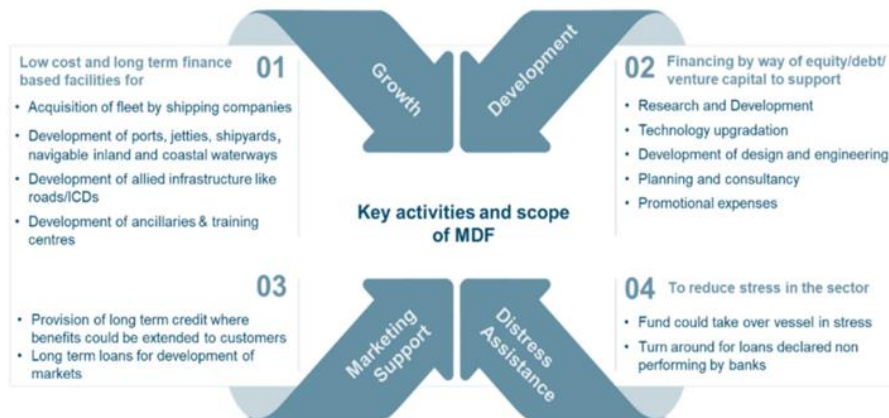 Low cost and long term finance
based facilities for
01
Growth
• Acquisition of fleet by shipping companies
• Development of ports, jetties, shipyards,
navigable inland and coastal waterways
• Development of allied infrastructure like
roads/ICDs
• Development of ancillaries & training
centres
Development
02
Financing by way of equity/debt/
venture capital to support
• Research and Development
• Technology upgradation
• Development of design and engineering
• Planning and consultancy
• Promotional expenses
Key activities and scope
of MDF
03
• Provision of long term credit where
benefits could be extended to customers
• Long term loans for development of
markets
Marketing
Support
Distress
Assistance
04
To reduce stress in the sector
• Fund could take over vessel in stress
• Turn around for loans declared non
performing by banks